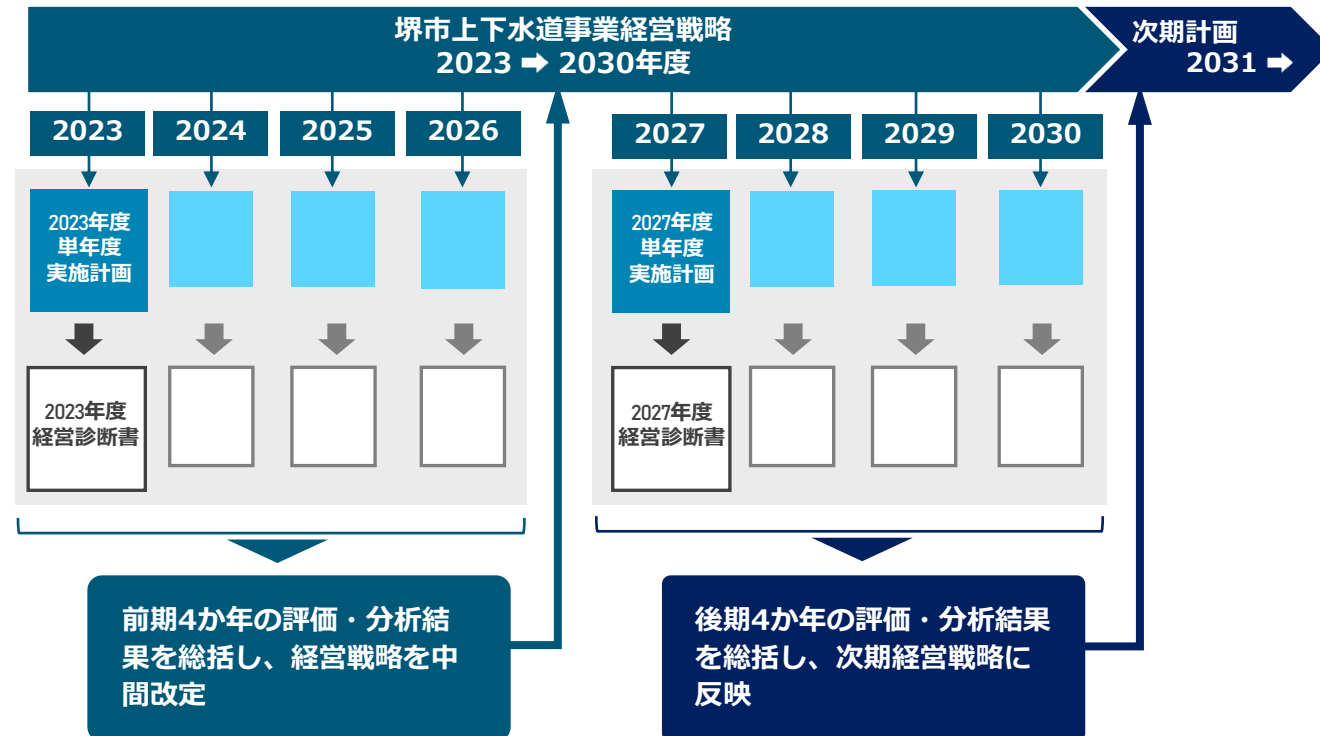 堺市上下水道事業経営戦略
2023 ➡ 2030年度
次期計画
2031 ➡
2023
2024
2025
2026
2027
2028
2029
2030
2023年度
単年度
実施計画
2027年度
単年度
実施計画
2023年度
経営診断書
2027年度
経営診断書
前期4か年の評価・分析結
果を総括し、経営戦略を中
間改定
後期4か年の評価・分析結果
を総括し、次期経営戦略に
反映